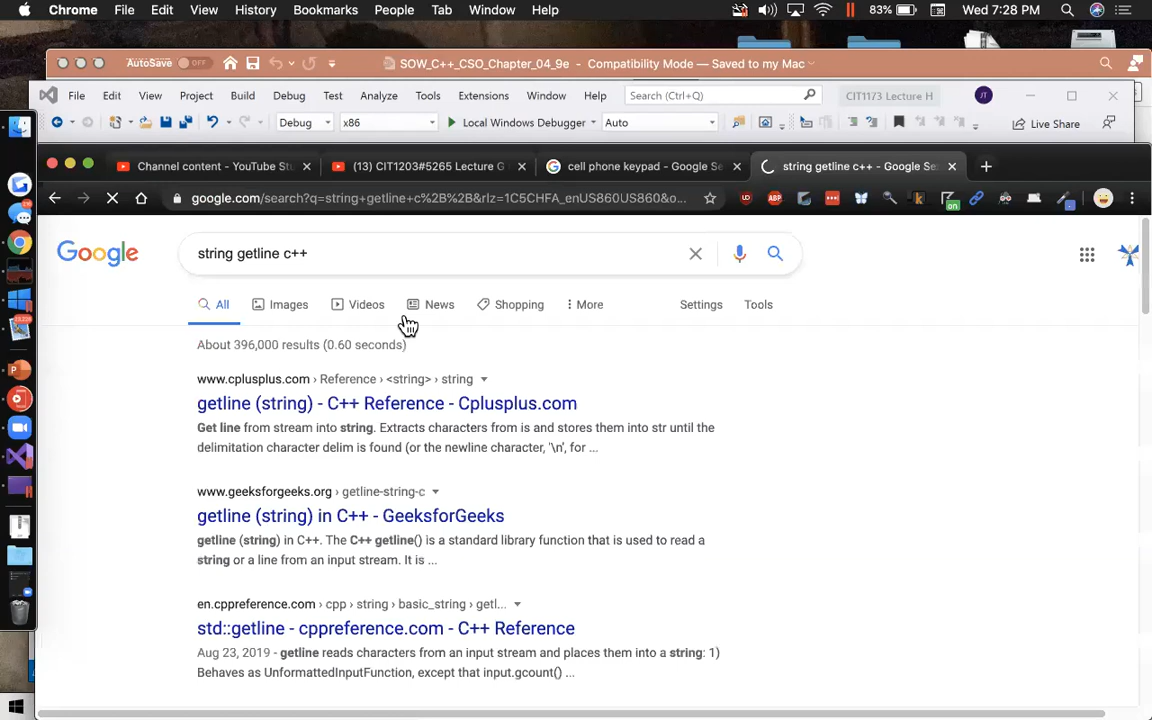 Chrome File Edit View History Bookmarks People Tab Window Help 83% Wed 7:28 PM
AutoSave OFF SOW_C++_CSO_Chapter_04_9e - Compatibility Mode — Saved to my Mac
File Edit View Project Build Debug Test Analyze Tools Extensions Window Help Search (Ctrl+Q) CIT1173 Lecture H JT
Debug x86 Local Windows Debugger Auto Live Share
Channel content - YouTube Stu (13) CIT1203#5265 Lecture G cell phone keypad - Google Se string getline c++ - Google Sea
google.com/search?q=string+getline+c%2B%2B&rlz=1C5CHFA_enUS860US860&o... ABP on
Google string getline c++
All Images Videos News Shopping More Settings Tools
About 396,000 results (0.60 seconds)
www.cplusplus.com › Reference › <string> › string
getline (string) - C++ Reference - Cplusplus.com
Get line from stream into string. Extracts characters from is and stores them into str until the
delimitation character delim is found (or the newline character, '\n', for ...
www.geeksforgeeks.org › getline-string-c
getline (string) in C++ - GeeksforGeeks
getline (string) in C++. The C++ getline() is a standard library function that is used to read a
string or a line from an input stream. It is ...
en.cppreference.com › cpp › string › basic_string › getl...
std::getline - cppreference.com - C++ Reference
Aug 23, 2019 - getline reads characters from an input stream and places them into a string: 1)
Behaves as UnformattedInputFunction, except that input.gcount() ...